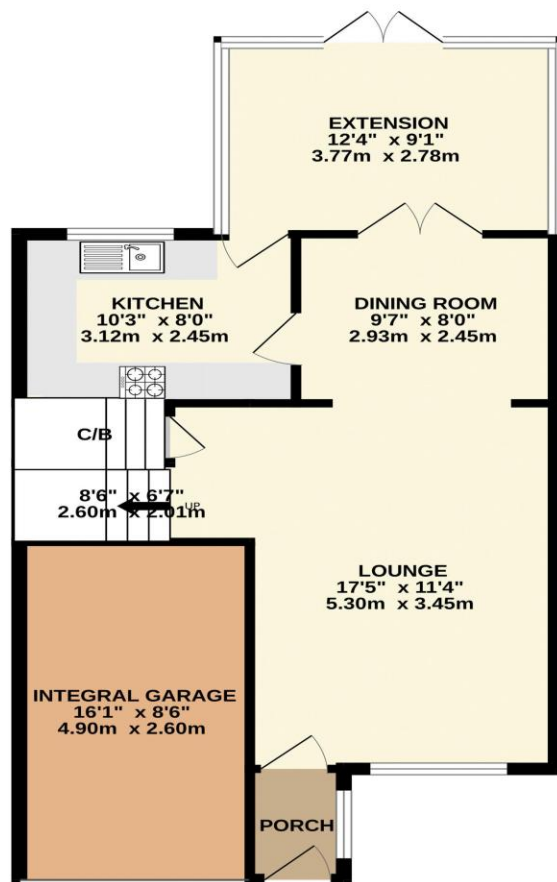 EXTENSION
12'4" x 9'1"
3.77m x 2.78m
KITCHEN
10'3" x 8'0"
3.12m x 2.45m
DINING ROOM
9'7" x 8'0"
2.93m x 2.45m
C/B
8'6" x 6'7"
2.60m x 2.01m
UP
LOUNGE
17'5" x 11'4"
5.30m x 3.45m
INTEGRAL GARAGE
16'1" x 8'6"
4.90m x 2.60m
PORCH